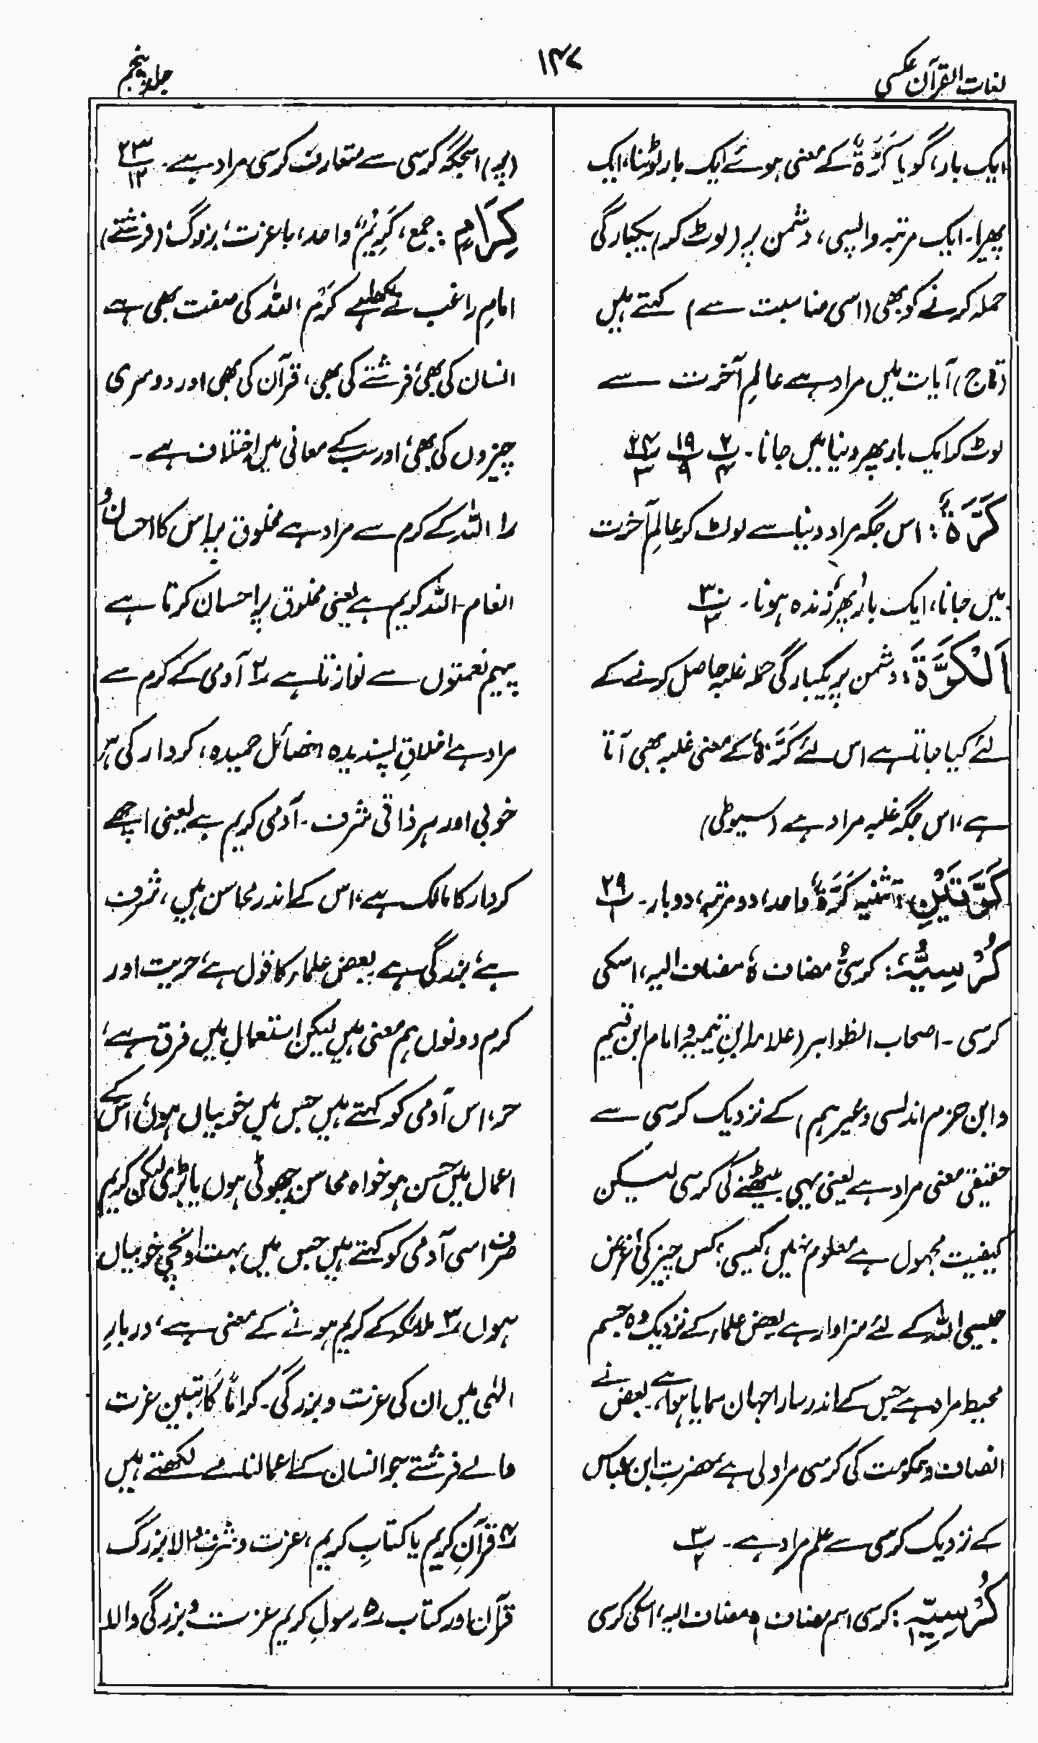 لغات القرآن عکسی
۱۴۷
جلد پنجم
ایک بار، گویا کَرَّۃٌ کے معنی ہوئے ایک بار لوٹنا، ایک
پھیرا۔ ایک مرتبہ واپسی، دشمن پر (لوٹ کر) یکبارگی
حملہ کرنے کو بھی (اسی مناسبت سے) کہتے ہیں
(تاج) آیات میں مراد ہے عالمِ آخرت سے
لوٹ کر ایک بار پھر دنیا میں جانا۔ ۲/۴ ۱۹/۹ ۲۴/۳
کَرَّۃٌ: اس جگہ مراد دنیا سے لوٹ کر عالمِ آخرت
میں جانا، ایک بار پھر زندہ ہونا۔ ۳۰/۳
اَلْکَرَّۃَ: دشمن پر یکبارگی حملہ غلبہ حاصل کرنے کے
لئے کیا جاتا ہے اس لئے کَرَّۃٌ کے معنی غلبہ بھی آتا
ہے، اس جگہ غلبہ مراد ہے (سیوطی)
کَرَّتَیْنِ: تثنیہ کَرَّۃٌ واحد، دو مرتبہ، دو بار۔ ۲۹/۱
کُرْسِیُّہٗ: کرسیُّ مضاف ہٗ مضاف الیہ، اسکی
کرسی۔ اصحاب الظواہر (علامہ ابنِ تیمیہ و امام ابن قیم
و ابن حزم اندلسی وغیرہم) کے نزدیک کرسی سے
حقیقی معنی مراد ہے یعنی یہی بیٹھنے کی کرسی لیکن
کیفیت مجہول ہے معلوم نہیں کیسی، کس چیز کی، غرض
جیسی اللہ کے لئے سزاوار ہے بعض علماء کے نزدیک وہ جسم
محیط مراد ہے جس کے اندر سارا جہان سمایا ہوا ہے۔ بعض نے
انصاف و حکومت کی کرسی مراد لی ہے حضرت ابن عباس
کے نزدیک کرسی سے علم مراد ہے۔ ۳/۲
کُرْسِیِّہٖ: کرسی اسم مضاف ہٖ مضاف الیہ، اسکی کرسی
اسجگہ کرسی سے متعارف کرسی مراد ہے۔ ۲۳/۱۲
کِرَامٍ: جمع، کَرِیْمٌ واحد، باعزت، بزرگ، (فرشتے)
امام راغب نے لکھا ہے کَرَمْ اللہ کی صفت بھی ہے
انسان کی بھی، فرشتے کی بھی، قرآن کی بھی اور دوسری
چیزوں کی بھی، اور سب کے معانی میں اختلاف ہے۔
۱؎ اللہ کے کرم سے مراد ہے مخلوق پر اس کا احسان و
انعام۔ اللہ کریم ہے یعنی مخلوق پر احسان کرتا ہے
پیہم نعمتوں سے نوازتا ہے ۲؎ آدمی کے کرم سے
مراد ہے اخلاقِ پسندیدہ، خصائل حمیدہ، کردار کی ہر
خوبی اور ہر ذاتی شرف۔ آدمی کریم ہے یعنی اچھے
کردار کا مالک ہے، اس کے اندر محاسن ہیں، شرف
ہے، بزرگی ہے بعض علماء کا قول ہے، حریت اور
کرم دونوں ہم معنی ہیں لیکن استعمال میں فرق ہے،
حر، اس آدمی کو کہتے ہیں جس میں خوبیاں ہوں، اس کے
اعمال میں حسن ہو خواہ محاسن چھوٹی ہوں یا بڑی لیکن کریم
صرف اسی آدمی کو کہتے ہیں جس میں بہت اونچی خوبیاں
ہوں ۳؎ ملائکہ کے کریم ہونے کے معنی ہے، دربارِ
الٰہی میں ان کی عزت و بزرگی۔ کِرامًا کَاتِبِین عزت
والے فرشتے جو انسان کے اعمالنامے لکھتے ہیں
۴؎ قرآنِ کریم یا کتابِ کریم، عزت و شرف والا بزرگ
قرآن اور کتاب ۵؎ رسولِ کریم عزت و بزرگی والا